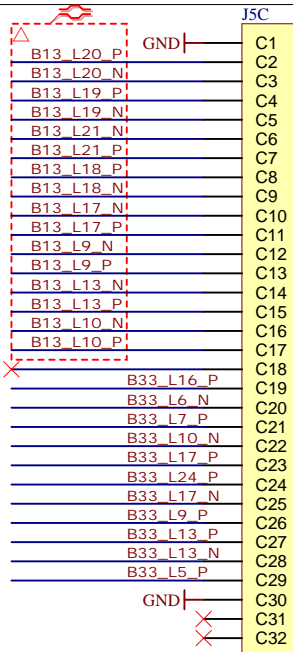 J5C
GND C1
B13_L20_P C2
B13_L20_N C3
B13_L19_P C4
B13_L19_N C5
B13_L21_N C6
B13_L21_P C7
B13_L18_P C8
B13_L18_N C9
B13_L17_N C10
B13_L17_P C11
B13_L9_N C12
B13_L9_P C13
B13_L13_N C14
B13_L13_P C15
B13_L10_N C16
B13_L10_P C17
C18
B33_L16_P C19
B33_L6_N C20
B33_L7_P C21
B33_L10_N C22
B33_L17_P C23
B33_L24_P C24
B33_L17_N C25
B33_L9_P C26
B33_L13_P C27
B33_L13_N C28
B33_L5_P C29
GND C30
C31
C32